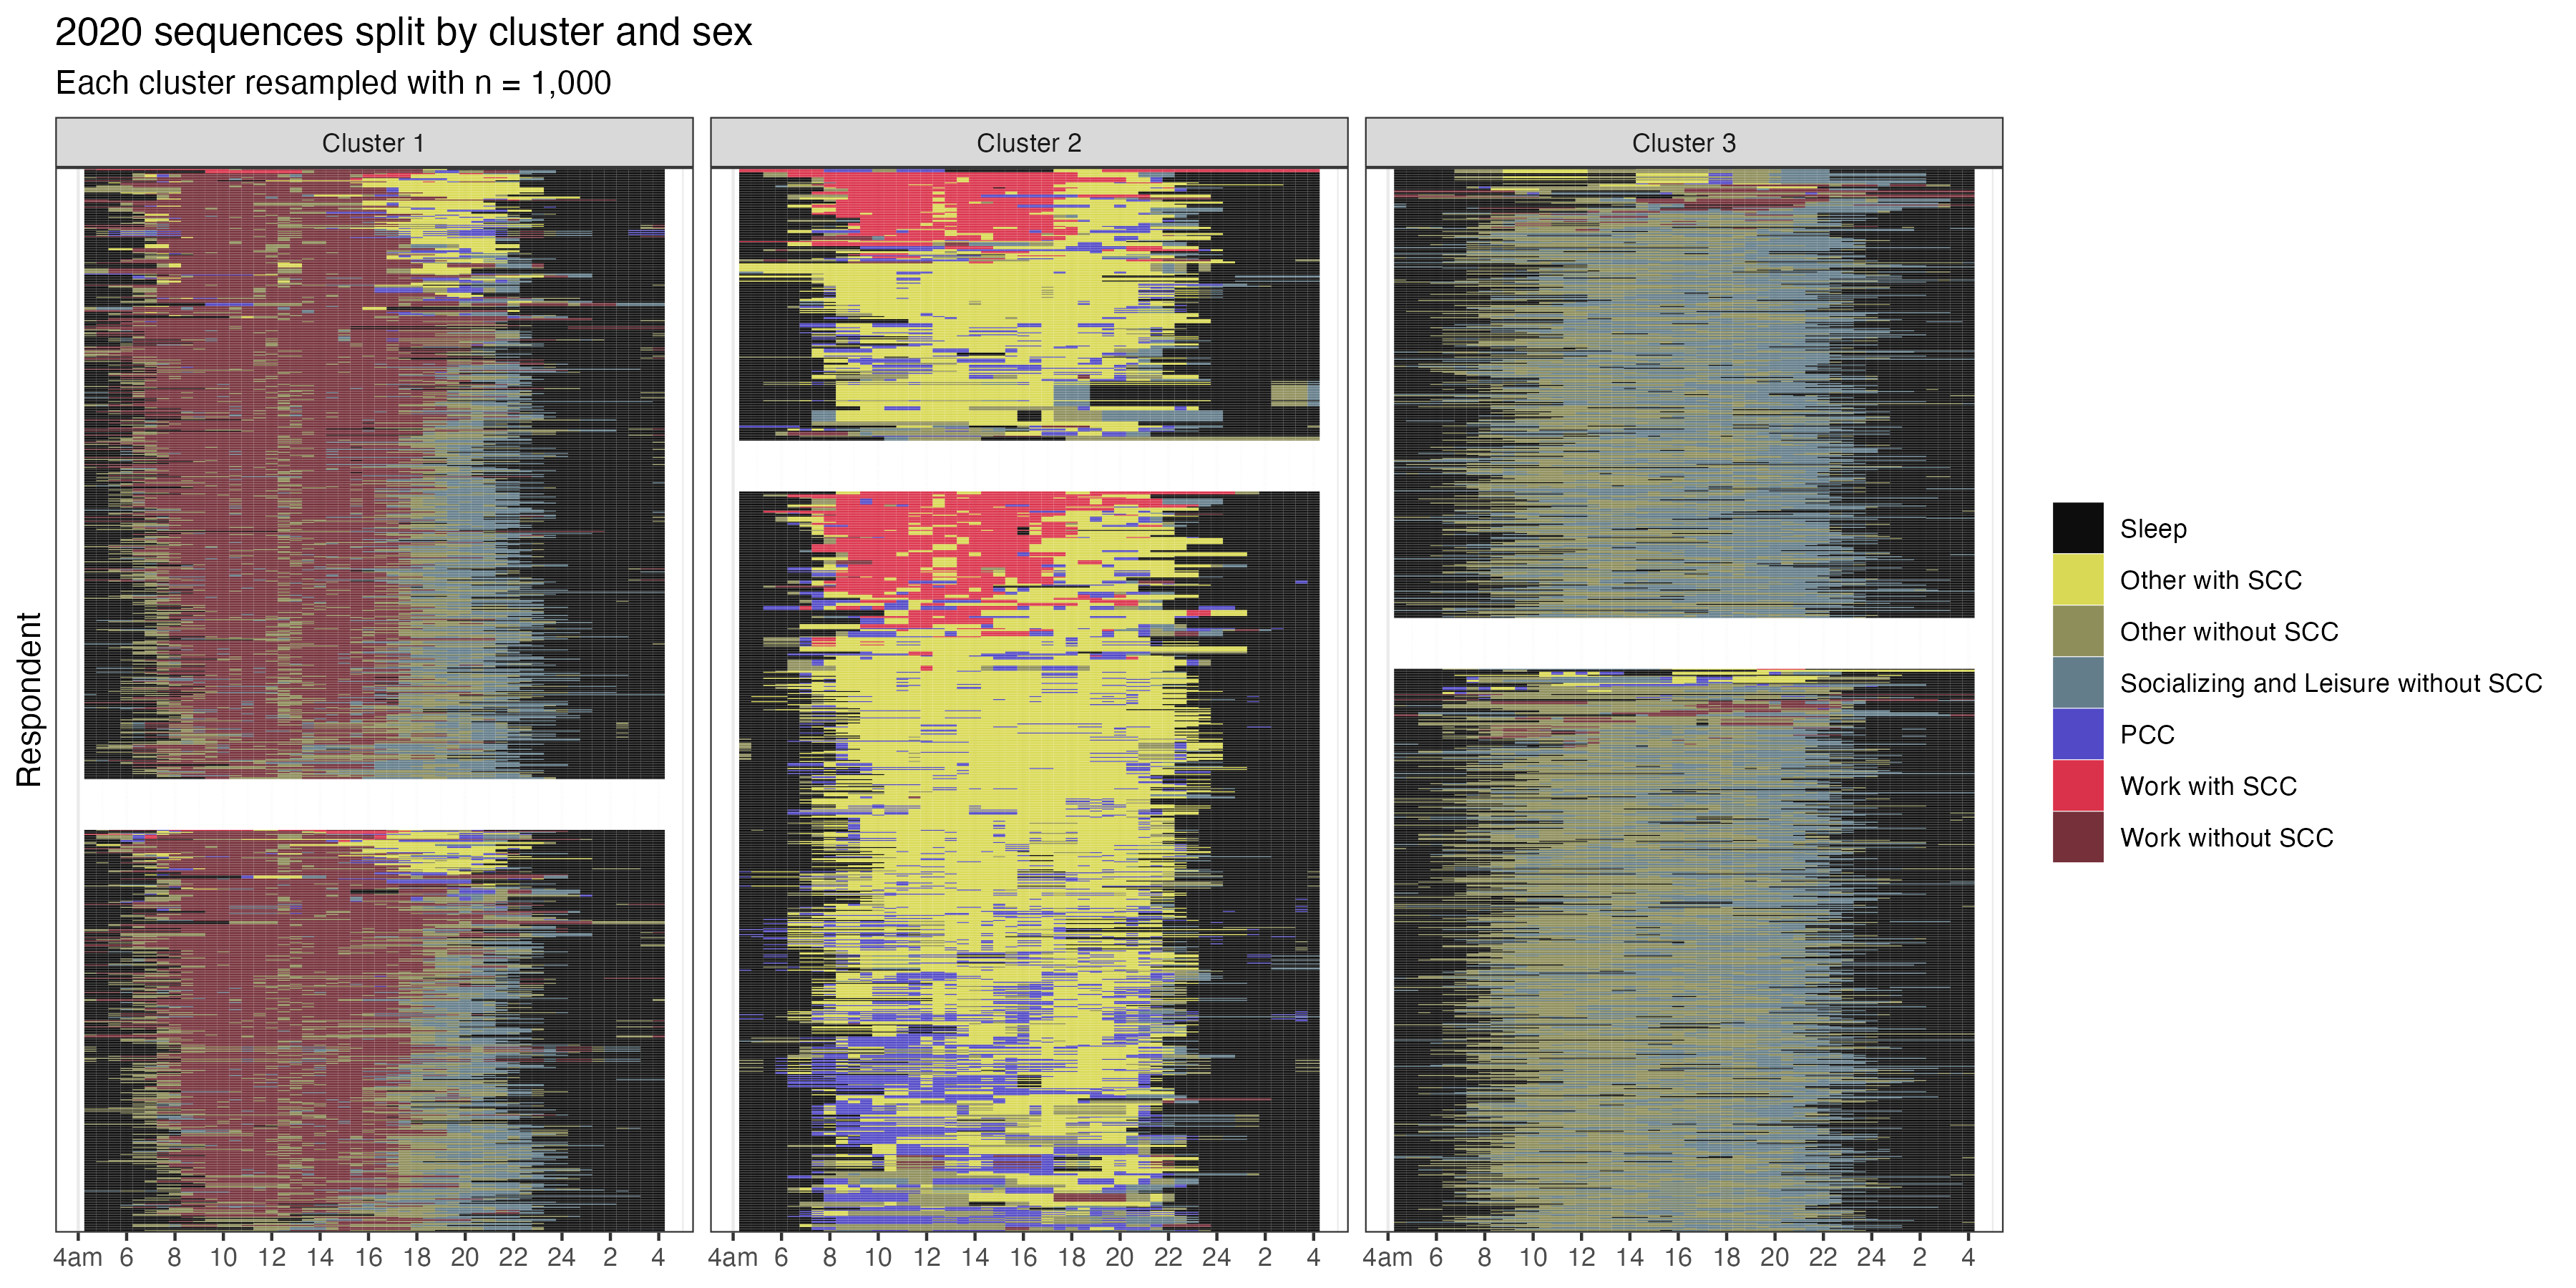 2020 sequences split by cluster and sex
Each cluster resampled with n = 1,000
Cluster 1
Cluster 2
Cluster 3
Respondent
4am 6 8 10 12 14 16 18 20 22 24 2 4
4am 6 8 10 12 14 16 18 20 22 24 2 4
4am 6 8 10 12 14 16 18 20 22 24 2 4
Sleep
Other with SCC
Other without SCC
Socializing and Leisure without SCC
PCC
Work with SCC
Work without SCC